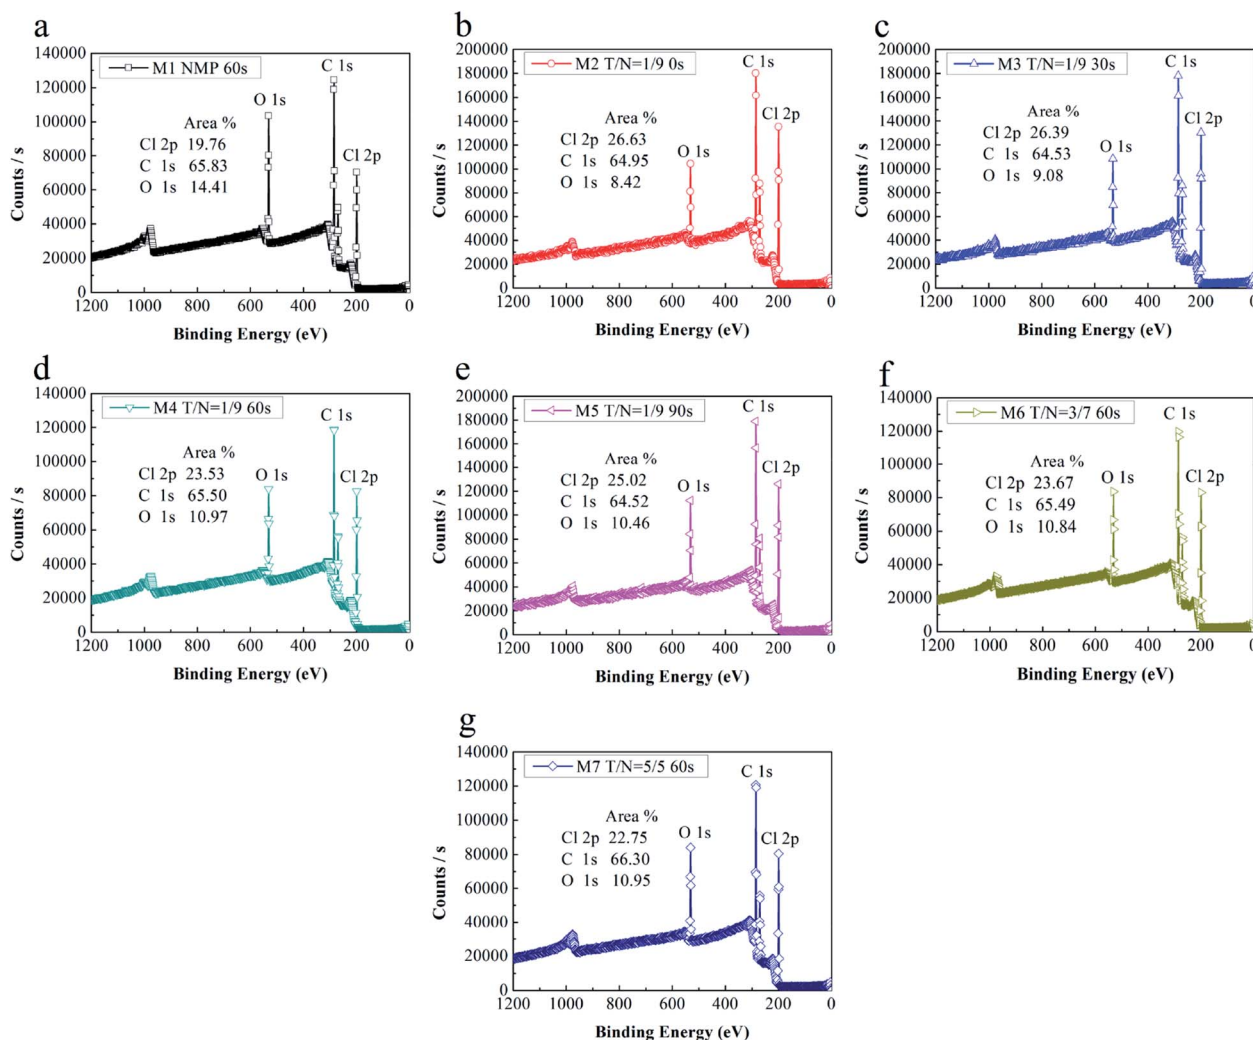 a
M1 NMP 60s
C 1s
O 1s
Cl 2p
Area %
Cl 2p 19.76
C 1s 65.83
O 1s 14.41
140000
120000
100000
80000
60000
40000
20000
0
1200 1000 800 600 400 200 0
Counts / s
Binding Energy (eV)
b
M2 T/N=1/9 0s
C 1s
Cl 2p
O 1s
Area %
Cl 2p 26.63
C 1s 64.95
O 1s 8.42
200000
180000
160000
140000
120000
100000
80000
60000
40000
20000
0
1200 1000 800 600 400 200 0
Counts / s
Binding Energy (eV)
c
M3 T/N=1/9 30s
C 1s
Cl 2p
O 1s
Area %
Cl 2p 26.39
C 1s 64.53
O 1s 9.08
200000
180000
160000
140000
120000
100000
80000
60000
40000
20000
0
1200 1000 800 600 400 200 0
Counts / s
Binding Energy (eV)
d
M4 T/N=1/9 60s
C 1s
O 1s
Cl 2p
Area %
Cl 2p 23.53
C 1s 65.50
O 1s 10.97
140000
120000
100000
80000
60000
40000
20000
0
1200 1000 800 600 400 200 0
Counts / s
Binding Energy (eV)
e
M5 T/N=1/9 90s
C 1s
Cl 2p
O 1s
Area %
Cl 2p 25.02
C 1s 64.52
O 1s 10.46
200000
180000
160000
140000
120000
100000
80000
60000
40000
20000
0
1200 1000 800 600 400 200 0
Counts / s
Binding Energy (eV)
f
M6 T/N=3/7 60s
C 1s
O 1s
Cl 2p
Area %
Cl 2p 23.67
C 1s 65.49
O 1s 10.84
140000
120000
100000
80000
60000
40000
20000
0
1200 1000 800 600 400 200 0
Counts / s
Binding Energy (eV)
g
M7 T/N=5/5 60s
C 1s
O 1s
Cl 2p
Area %
Cl 2p 22.75
C 1s 66.30
O 1s 10.95
140000
120000
100000
80000
60000
40000
20000
0
1200 1000 800 600 400 200 0
Counts / s
Binding Energy (eV)